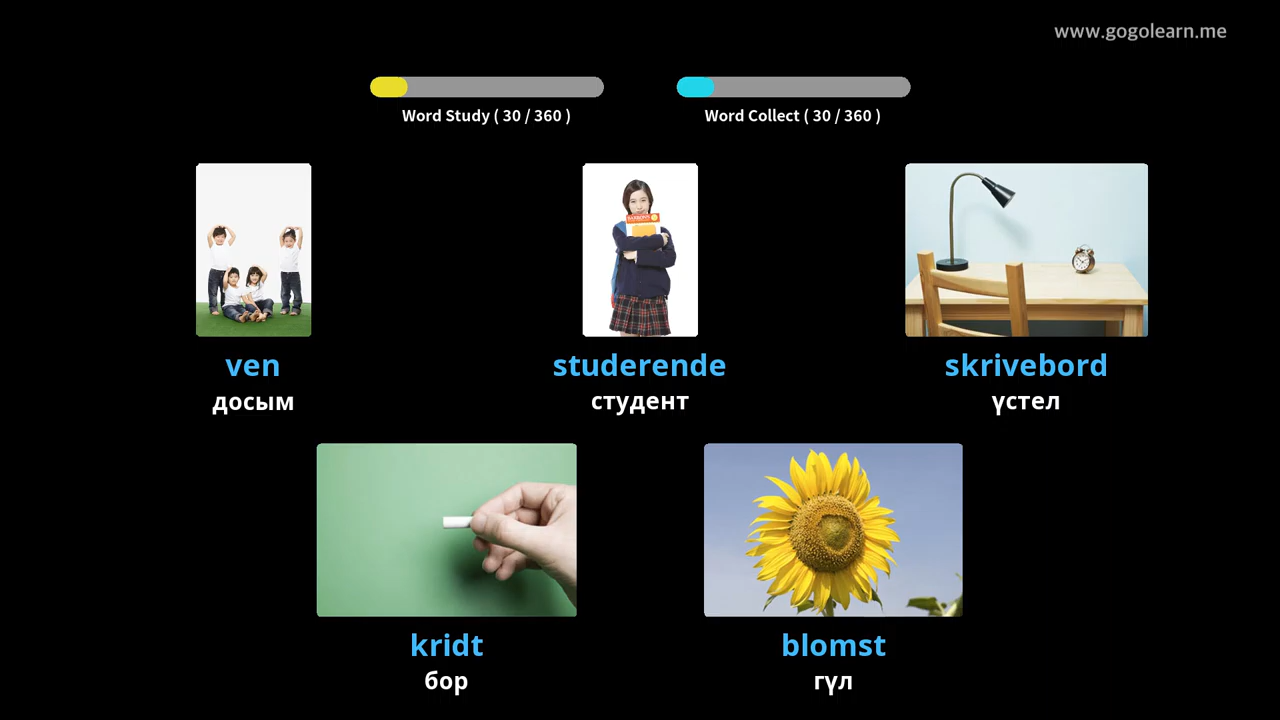 www.gogolearn.me
Word Study ( 30 / 360 )
Word Collect ( 30 / 360 )
ven
досым
studerende
студент
skrivebord
үстел
kridt
бор
blomst
гүл